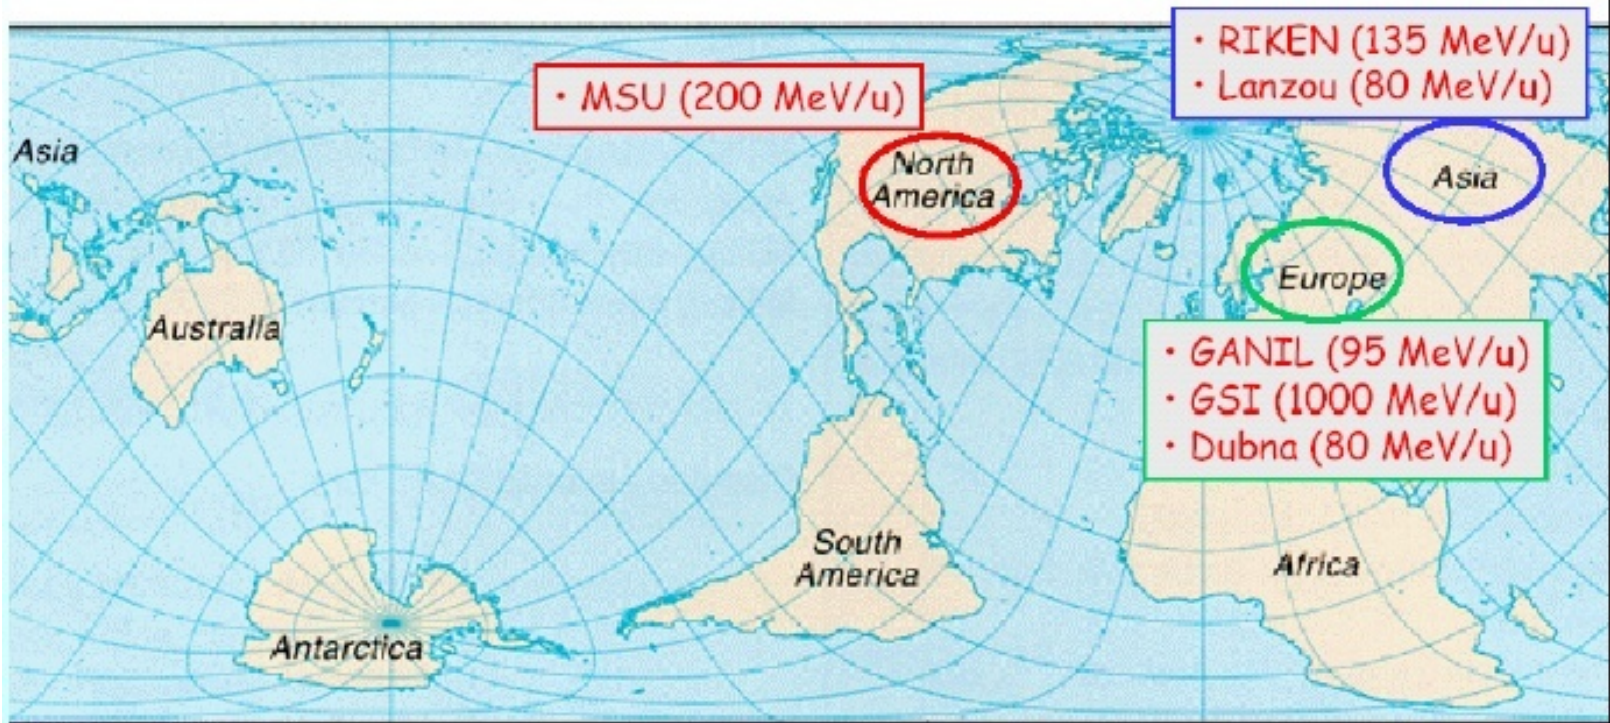 · RIKEN (135 MeV/u)
· Lanzou (80 MeV/u)
· MSU (200 MeV/u)
Asia
North
America
Asia
Europe
Australia
· GANIL (95 MeV/u)
· GSI (1000 MeV/u)
· Dubna (80 MeV/u)
South
America
Africa
Antarctica